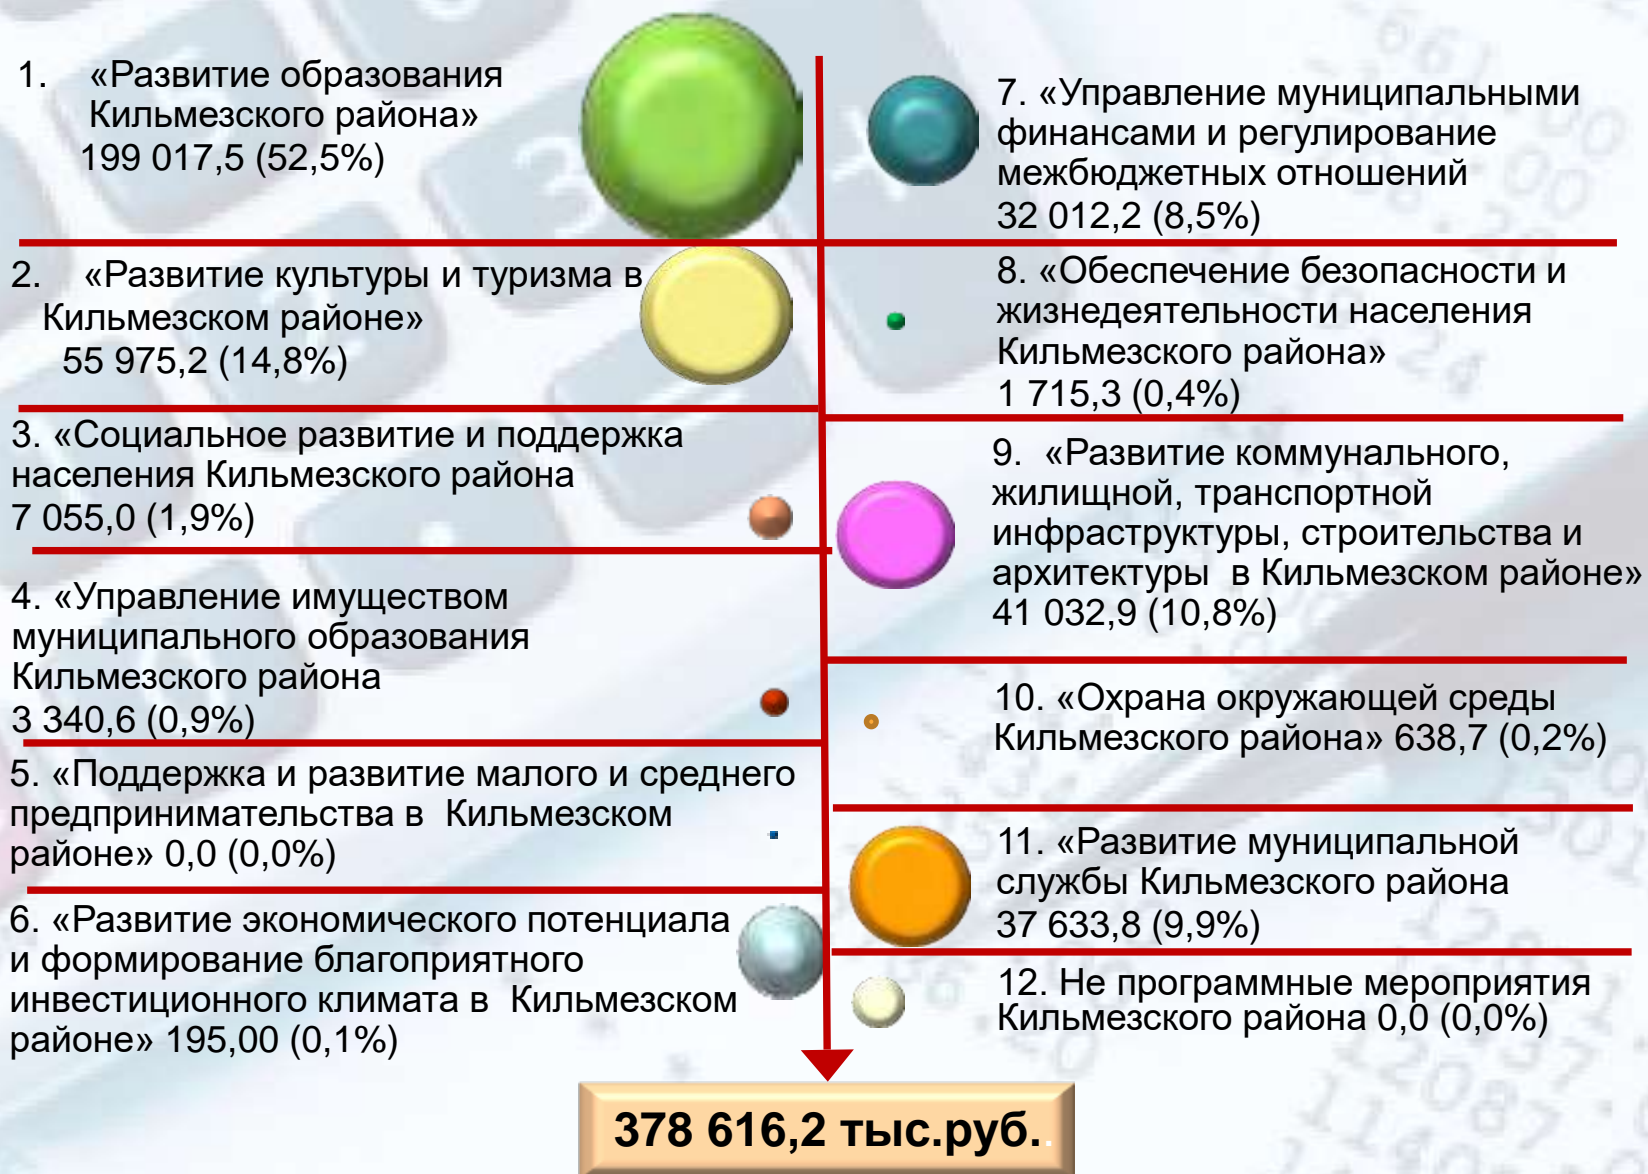 1. «Развитие образования
Кильмезского района»
199 017,5 (52,5%)
2. «Развитие культуры и туризма в
Кильмезском районе»
55 975,2 (14,8%)
3. «Социальное развитие и поддержка
населения Кильмезского района
7 055,0 (1,9%)
4. «Управление имуществом
муниципального образования
Кильмезского района
3 340,6 (0,9%)
5. «Поддержка и развитие малого и среднего
предпринимательства в Кильмезском
районе» 0,0 (0,0%)
6. «Развитие экономического потенциала
и формирование благоприятного
инвестиционного климата в Кильмезском
районе» 195,00 (0,1%)
7. «Управление муниципальными
финансами и регулирование
межбюджетных отношений
32 012,2 (8,5%)
8. «Обеспечение безопасности и
жизнедеятельности населения
Кильмезского района»
1 715,3 (0,4%)
9. «Развитие коммунального,
жилищной, транспортной
инфраструктуры, строительства и
архитектуры в Кильмезском районе»
41 032,9 (10,8%)
10. «Охрана окружающей среды
Кильмезского района» 638,7 (0,2%)
11. «Развитие муниципальной
службы Кильмезского района
37 633,8 (9,9%)
12. Не программные мероприятия
Кильмезского района 0,0 (0,0%)
378 616,2 тыс.руб..